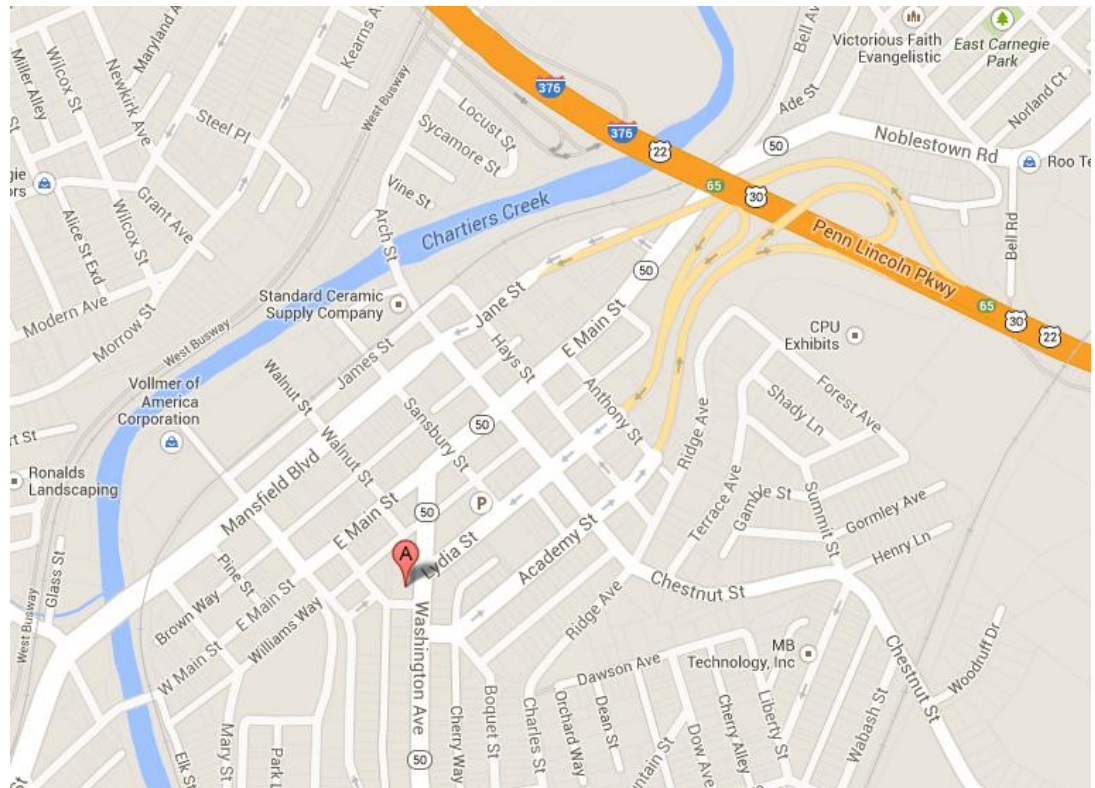 Kearns A
Bell Av
Victorious Faith
Evangelistic
East Carnegie
Park
Maryland Av
Newkirk Ave
Wilcox St
Miller Alley
West Busway
376
376
22
Locust St
Sycamore St
Ade St
Norland Ct
Steel Pl
50
Noblestown Rd
Roo Te
65
30
Vine St
Grant Ave
Wilcox St
Alice St Exd
Arch St
Chartiers Creek
Penn Lincoln Pkwy
Bell Rd
50
65
30
22
Modern Ave
Morrow St
Standard Ceramic
Supply Company
Jane St
E Main St
Hays St
CPU
Exhibits
West Busway
James St
Vollmer of
America
Corporation
Walnut St
Sansbury St
Anthony St
Ridge Ave
Shady Ln
Forest Ave
50
Walnut St
rt St
Ronalds
Landscaping
Mansfield Blvd
P
Terrace Ave
Gamble St
Summit St
Gormley Ave
50
E Main St
A
Lydia St
Academy St
Henry Ln
Glass St
Pine St
Brown Way
E Main St
Williams Way
Chestnut St
Ridge Ave
West Busway
Washington Ave
W Main St
MB
Technology, Inc
Woodruff Dr
Dawson Ave
Chestnut St
Boquet St
Cherry Way
Charles St
Orchard Way
Dean St
Dow Ave
Cherry Alley
Liberty St
Wabash St
Mary St
Park L
Elk St
untain St
50